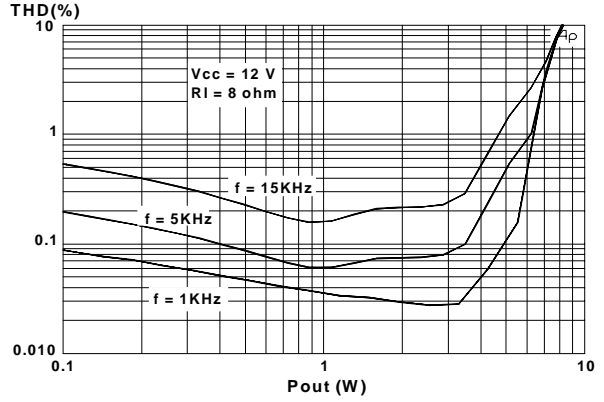 THD(%)
10
Vcc = 12 V
Rl = 8 ohm
1
f = 15KHz
f = 5KHz
0.1
f = 1KHz
0.010
0.1 1 10
Pout (W)